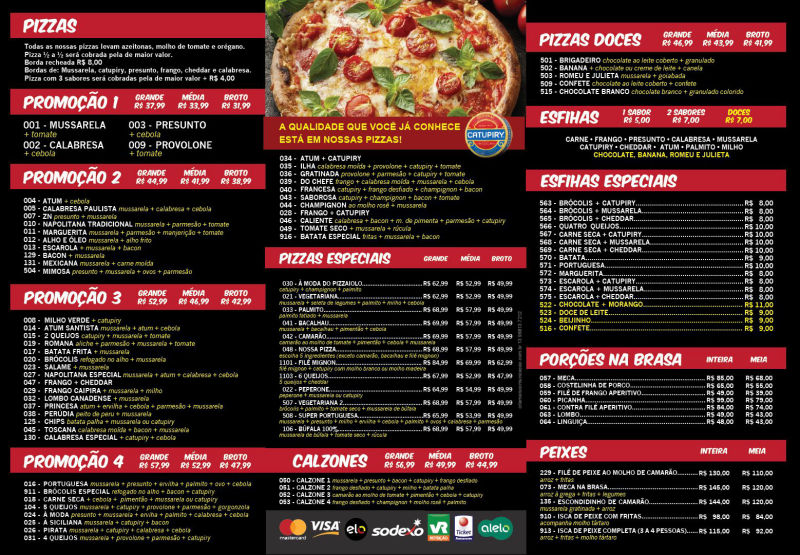 PIZZAS
Todas as nossas pizzas levam azeitonas, molho de tomate e orégano.
Pizza ½ a ½ será cobrada pela de maior valor.
Borda recheada R$ 8,00
Bordas de: Mussarela, catupiry, presunto, frango, cheddar e calabresa.
Pizza com 3 sabores será cobradas pela de maior valor + R$ 4,00
PROMOÇÃO 1 GRANDE R$ 37,99 MÉDIA R$ 33,99 BROTO R$ 31,99
001 - MUSSARELA
+ tomate
002 - CALABRESA
+ cebola
003 - PRESUNTO
+ cebola
009 - PROVOLONE
+ tomate
PROMOÇÃO 2 GRANDE R$ 44,99 MÉDIA R$ 41,99 BROTO R$ 38,99
004 - ATUM + cebola
005 - CALABREZA PAULISTA mussarela + calabresa + cebola
007 - ZN presunto + mussarela
010 - NAPOLITANA TRADICIONAL mussarela + parmesão + tomate
011 - MARGUERITA mussarela + parmesão + manjericão + tomate
012 - ALHO E ÓLEO mussarela + alho frito
013 - ESCAROLA + mussarela + bacon
129 - BACON + mussarela
131 - MEXICANA mussarela + carne moída
504 - MIMOSA presunto + mussarela + ovos + parmesão
PROMOÇÃO 3 GRANDE R$ 52,99 MÉDIA R$ 46,99 BROTO R$ 42,99
008 - MILHO VERDE + catupiry
014 - ATUM SANTISTA mussarela + atum + cebola
015 - 2 QUEIJOS catupiry + mussarela + tomate
019 - ROMANA aliche + parmesão + mussarela + tomate
017 - BATATA FRITA + mussarela
020 - BRÓCOLIS refogado no alho + mussarela
023 - SALAME + mussarela
027 - NAPOLITANA ESPECIAL mussarela + atum + calabresa + cebola
047 - FRANGO + CHEDDAR
029 - FRANGO CAIPIRA + mussarela + milho
032 - LOMBO CANADENSE + mussarela
037 - PRINCESA atum + ervilha + cebola + parmesão + mussarela
038 - PERUDIA peito de peru + mussarela
125 - CHIPS batata palha + mussarela ou catupiry
045 - TOSCANA calabresa moída + bacon + mussarela
130 - CALABRESA ESPECIAL + catupiry + cebola
PROMOÇÃO 4 GRANDE R$ 57,99 MÉDIA R$ 52,99 BROTO R$ 47,99
016 - PORTUGUESA mussarela + presunto + ervilha + palmito + ovo + cebola
911 - BRÓCOLIS ESPECIAL refogado no alho + bacon + catupiry
018 - CARNE SECA + cebola + pimentão + mussarela ou catupiry
104 - 5 QUEIJOS mussarela + catupiry + provolone + parmesão + gorgonzola
024 - À MODA presunto + mussarela + ervilha + palmito + calabresa + cebola
025 - A SICILIANA mussarela + catupiry + bacon
026 - PIRATA mussarela + calabresa + cebola
031 - 4 QUEIJOS mussarela + catupiry + provolone + parmesão
A QUALIDADE QUE VOCÊ JÁ CONHECE
ESTÁ EM NOSSAS PIZZAS!
CATUPIRY
034 - ATUM + CATUPIRY
035 - ILHA calabresa moída + provolone + catupiry + tomate
036 - GRATINADA provolone + parmesão + catupiry + tomate
039 - DO CHEFE frango + calabresa moída + mussarela + cebola
040 - FRANCESA catupiry + frango desfiado + champignon + bacon
043 - SABOROSA catupiry + champignon + bacon + tomate
044 - CHAMPIGNON ao molho rosé + mussarela
028 - FRANGO + CATUPIRY
046 - CALIENTE calabresa + bacon + m. de pimenta + parmesão + catupiry
049 - TOMATE SECO + mussarela + rúcula
916 - BATATA ESPECIAL fritas + mussarela + bacon
PIZZAS ESPECIAIS GRANDE MÉDIA BROTO
030 - À MODA DO PIZZAIOLO R$ 62,99 R$ 52,99 R$ 49,99
catupiry + champignon + palmito
021 - VEGETARIANA R$ 62,99 R$ 52,99 R$ 49,99
mussarela + seleta de legumes + palmito + milho + cebola
033 - PALMITO R$ 68,99 R$ 57,99 R$ 49,99
palmito fatiado + mussarela
041 - BACALHAU R$ 68,99 R$ 57,99 R$ 49,99
mussarela + bacalhau + pimentão + cebola
042 - CAMARÃO R$ 68,99 R$ 57,99 R$ 49,99
camarão ao molho de tomate + pimentão + cebola + mussarela
048 - NOSSA PIZZA R$ 68,99 R$ 57,99 R$ 49,99
escolha 5 ingredientes (exceto camarão, bacalhau e filé mignon)
1101 - FILÉ MIGNON R$ 84,99 R$ 69,99 R$ 62,99
filé mignon + catupiry com molho branco ou molho madeira
1103 - 6 QUEIJOS R$ 67,99 R$ 52,99 R$ 47,99
5 queijos + cheddar
022 - PEPERONE R$ 64,99 R$ 54,99 R$ 49,99
peperone + mussarela ou catupiry
507 - VEGETARIANA 2 R$ 68,99 R$ 57,99 R$ 49,99
brócolis + palmito + tomate seco + mussarela de búfala
508 - SUPER PORTUGUESA R$ 65,99 R$ 53,99 R$ 49,99
mussarela + presunto + milho + ervilha + cebola + ovos + palmito + calabresa + parmesão
106 - BÚFALA 100% R$ 68,99 R$ 57,99 R$ 49,99
mussarela de búfala + tomate seco + rúcula
CALZONES GRANDE R$ 56,99 MÉDIA R$ 49,99 BROTO R$ 44,99
050 - CALZONE 1 mussarela + presunto + bacon + catupiry + frango desfiado
051 - CALZONE 2 frango desfiado + palmito + milho + batata palha + catupiry
052 - CALZONE 3 camarão ao molho de tomate + pimentão + cebola + catupiry
053 - CALZONE 4 frango desfiado + champignon + milho rosé + palmito
mastercard VISA elo sodexo VR REFEIÇÃO Ticker Restaurante alelo
PIZZAS DOCES GRANDE R$ 46,99 MÉDIA R$ 43,99 BROTO R$ 41,99
501 - BRIGADEIRO chocolate ao leite coberto + granulado
502 - BANANA + chocolate ou creme de leite + canela
503 - ROMEU E JULIETA mussarela + goiabada
509 - CONFETE chocolate ao leite coberto + confete
515 - CHOCOLATE BRANCO chocolate branco + granulado colorido
ESFIHAS 1 SABOR R$ 5,00 2 SABORES R$ 7,00 DOCES R$ 7,00
CARNE • FRANGO • PRESUNTO • CALABRESA • MUSSARELA
CATUPIRY • CHEDDAR • ATUM • PALMITO • MILHO
CHOCOLATE, BANANA, ROMEU E JULIETA
ESFIHAS ESPECIAIS
563 - BRÓCOLIS + CATUPIRY R$ 8,00
564 - BRÓCOLIS + MUSSARELA R$ 8,00
565 - BRÓCOLIS + CHEDDAR R$ 8,00
566 - QUATRO QUEIJOS R$ 10,00
567 - CARNE SECA + CATUPIRY R$ 10,00
568 - CARNE SECA + MUSSARELA R$ 10,00
569 - CARNE SECA + CHEDDAR R$ 10,00
570 - BATATA R$ 9,00
571 - PORTUGUESA R$ 10,00
572 - MARGUERITA R$ 8,00
573 - ESCAROLA + CATUPIRY R$ 8,00
574 - ESCAROLA + MUSSARELA R$ 8,00
575 - ESCAROLA + CHEDDAR R$ 8,00
522 - CHOCOLATE + MORANGO R$ 11,00
523 - DOCE DE LEITE R$ 9,00
524 - BEIJINHO R$ 9,00
516 - CONFETE R$ 9,00
PORÇÕES NA BRASA INTEIRA MEIA
057 - MECA R$ 86,00 R$ 68,00
058 - COSTELINHA DE PORCO R$ 68,00 R$ 55,00
059 - FILÉ DE FRANGO APERITIVO R$ 49,00 R$ 39,00
060 - PICANHA R$ 99,00 R$ 79,00
061 - CONTRA FILÉ APERITIVO R$ 84,00 R$ 74,00
063 - LOMBO R$ 49,00 R$ 43,00
064 - LINGUIÇA R$ 48,00 R$ 43,00
PEIXES INTEIRA MEIA
229 - FILÉ DE PEIXE AO MOLHO DE CAMARÃO R$ 130,00 R$ 110,00
arroz + fritas
073 - MECA NA BRASA R$ 145,00 R$ 120,00
arroz à grega + fritas + legumes
135 - ESCONDIDINHO DE CAMARÃO R$ 144,00 R$ 120,00
mussarela gratinada + arroz
910 - ISCA DE PEIXE COM FRITAS R$ 98,00 R$ 84,00
acompanha molho tártaro
913 - ISCA DE PEIXE COMPLETA (3 A 4 PESSOAS) R$ 115,00 R$ 92,00
arroz + fritas + molho tártaro